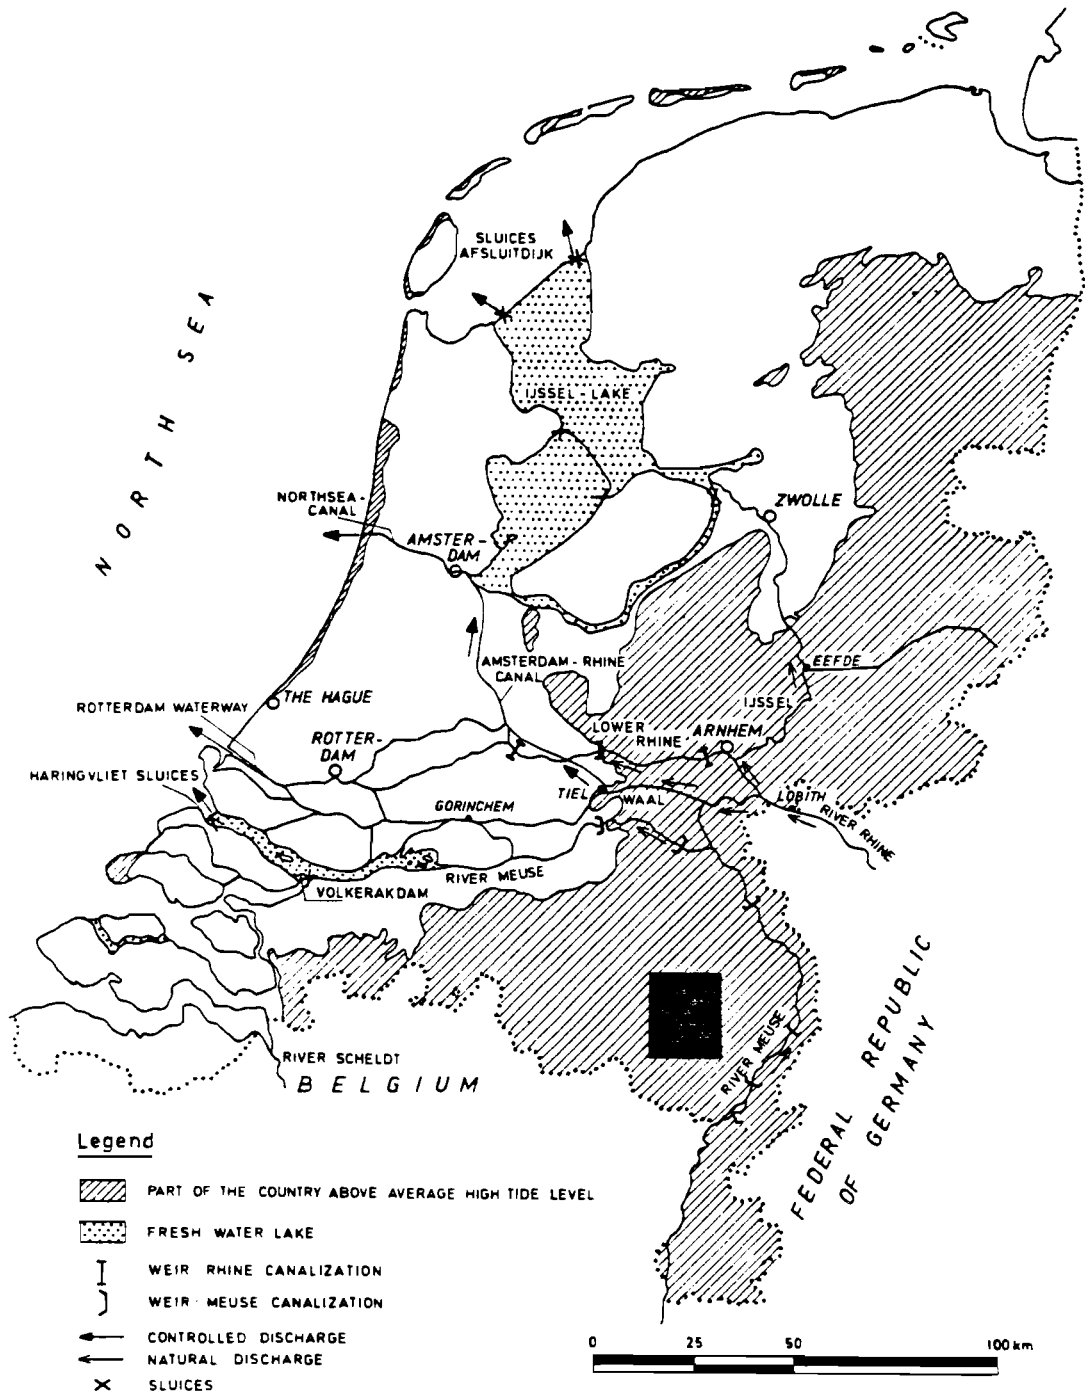 SLUICES
AFSLUITDIJK
NORTH SEA
IJSSEL-LAKE
NORTHSEA-
CANAL
AMSTER-
DAM
ZWOLLE
AMSTERDAM-RHINE
CANAL
EEFDE
IJSSEL
THE HAGUE
ROTTERDAM WATERWAY
ROTTER-
DAM
LOWER
RHINE
ARNHEM
HARINGVLIET SLUICES
TIEL
WAAL
LOBITH
RIVER RHINE
GORINCHEM
RIVER MEUSE
VOLKERAKDAM
RIVER MEUSE
RIVER SCHELDT
BELGIUM
FEDERAL REPUBLIC
OF GERMANY
Legend
PART OF THE COUNTRY ABOVE AVERAGE HIGH TIDE LEVEL
FRESH WATER LAKE
WEIR RHINE CANALIZATION
WEIR MEUSE CANALIZATION
CONTROLLED DISCHARGE
NATURAL DISCHARGE
SLUICES
0 25 50 100 km